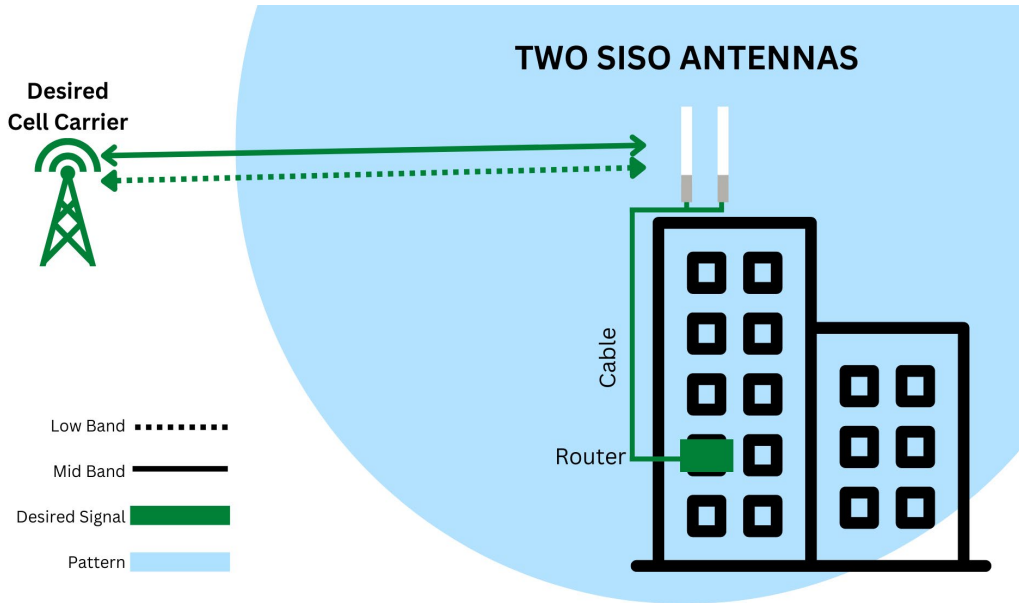 TWO SISO ANTENNAS
Desired
Cell Carrier
Cable
Router
Low Band
Mid Band
Desired Signal
Pattern